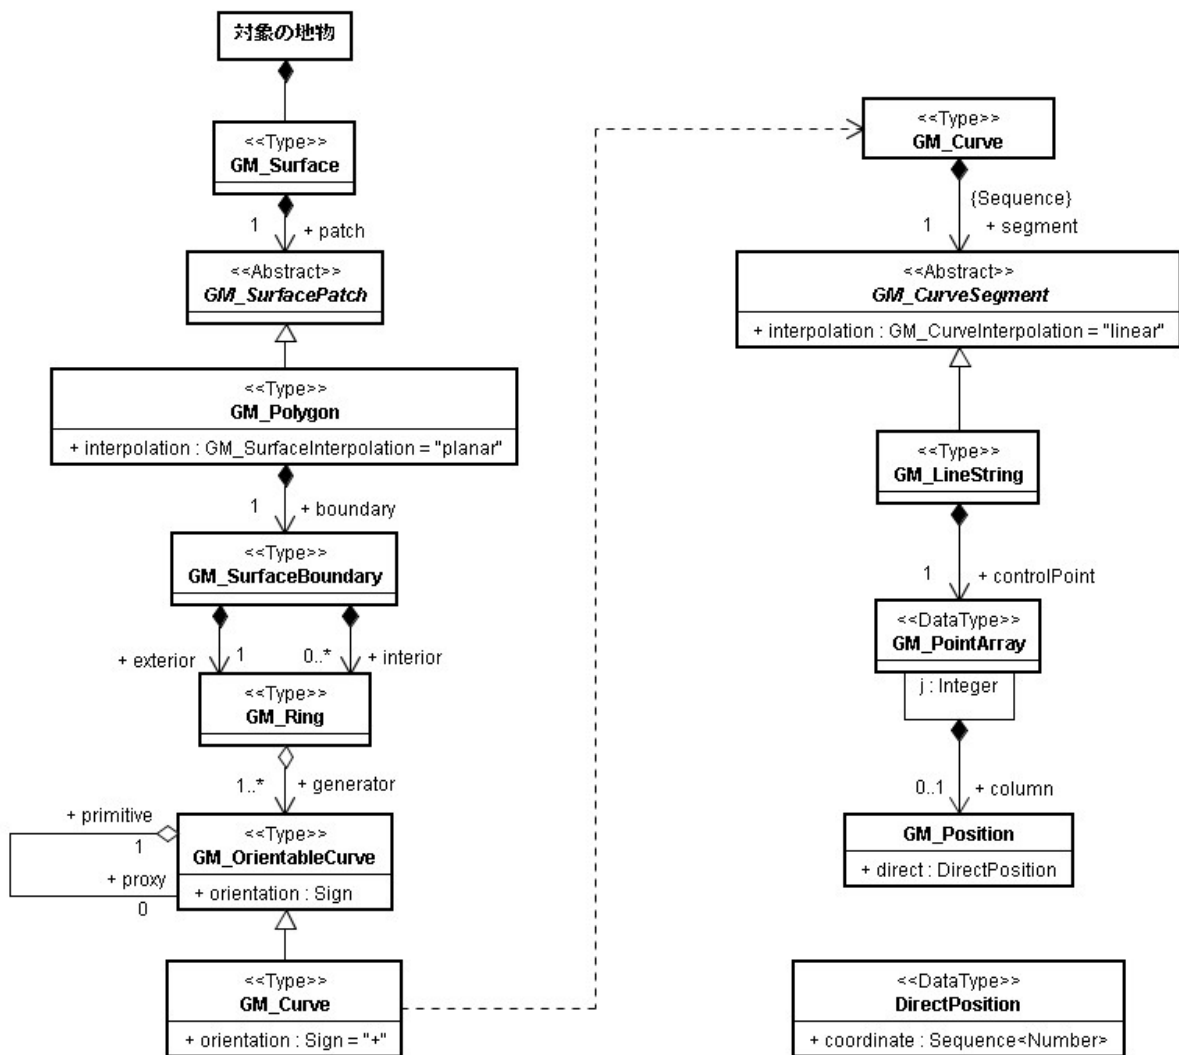 対象の地物
<<Type>>
GM_Surface
1
+ patch
<<Abstract>>
GM_SurfacePatch
<<Type>>
GM_Polygon
+ interpolation : GM_SurfaceInterpolation = "planar"
1
+ boundary
<<Type>>
GM_SurfaceBoundary
+ exterior
1
0..*
+ interior
<<Type>>
GM_Ring
1..*
+ generator
+ primitive
1
+ proxy
0
<<Type>>
GM_OrientableCurve
+ orientation : Sign
<<Type>>
GM_Curve
+ orientation : Sign = "+"
<<Type>>
GM_Curve
{Sequence}
1
+ segment
<<Abstract>>
GM_CurveSegment
+ interpolation : GM_CurveInterpolation = "linear"
<<Type>>
GM_LineString
1
+ controlPoint
<<DataType>>
GM_PointArray
j : Integer
0..1
+ column
GM_Position
+ direct : DirectPosition
<<DataType>>
DirectPosition
+ coordinate : Sequence<Number>